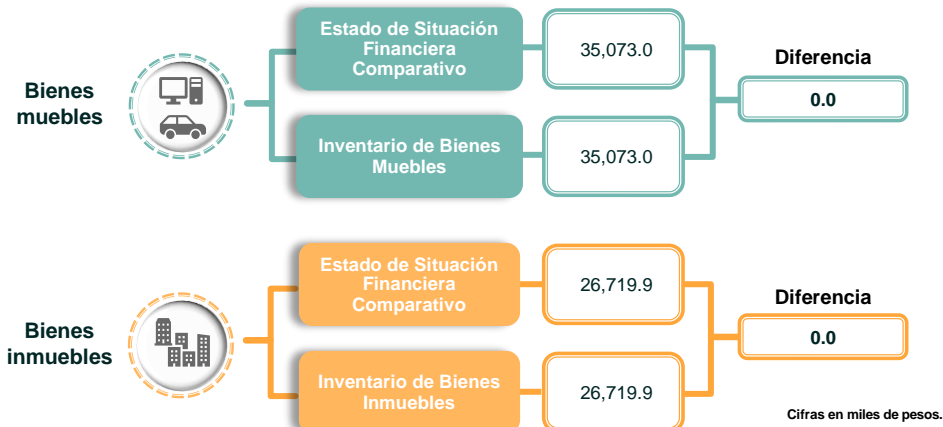 Bienes
muebles
Estado de Situación
Financiera
Comparativo
35,073.0
Inventario de Bienes
Muebles
35,073.0
Diferencia
0.0
Bienes
inmuebles
Estado de Situación
Financiera
Comparativo
26,719.9
Inventario de Bienes
Inmuebles
26,719.9
Diferencia
0.0
Cifras en miles de pesos.